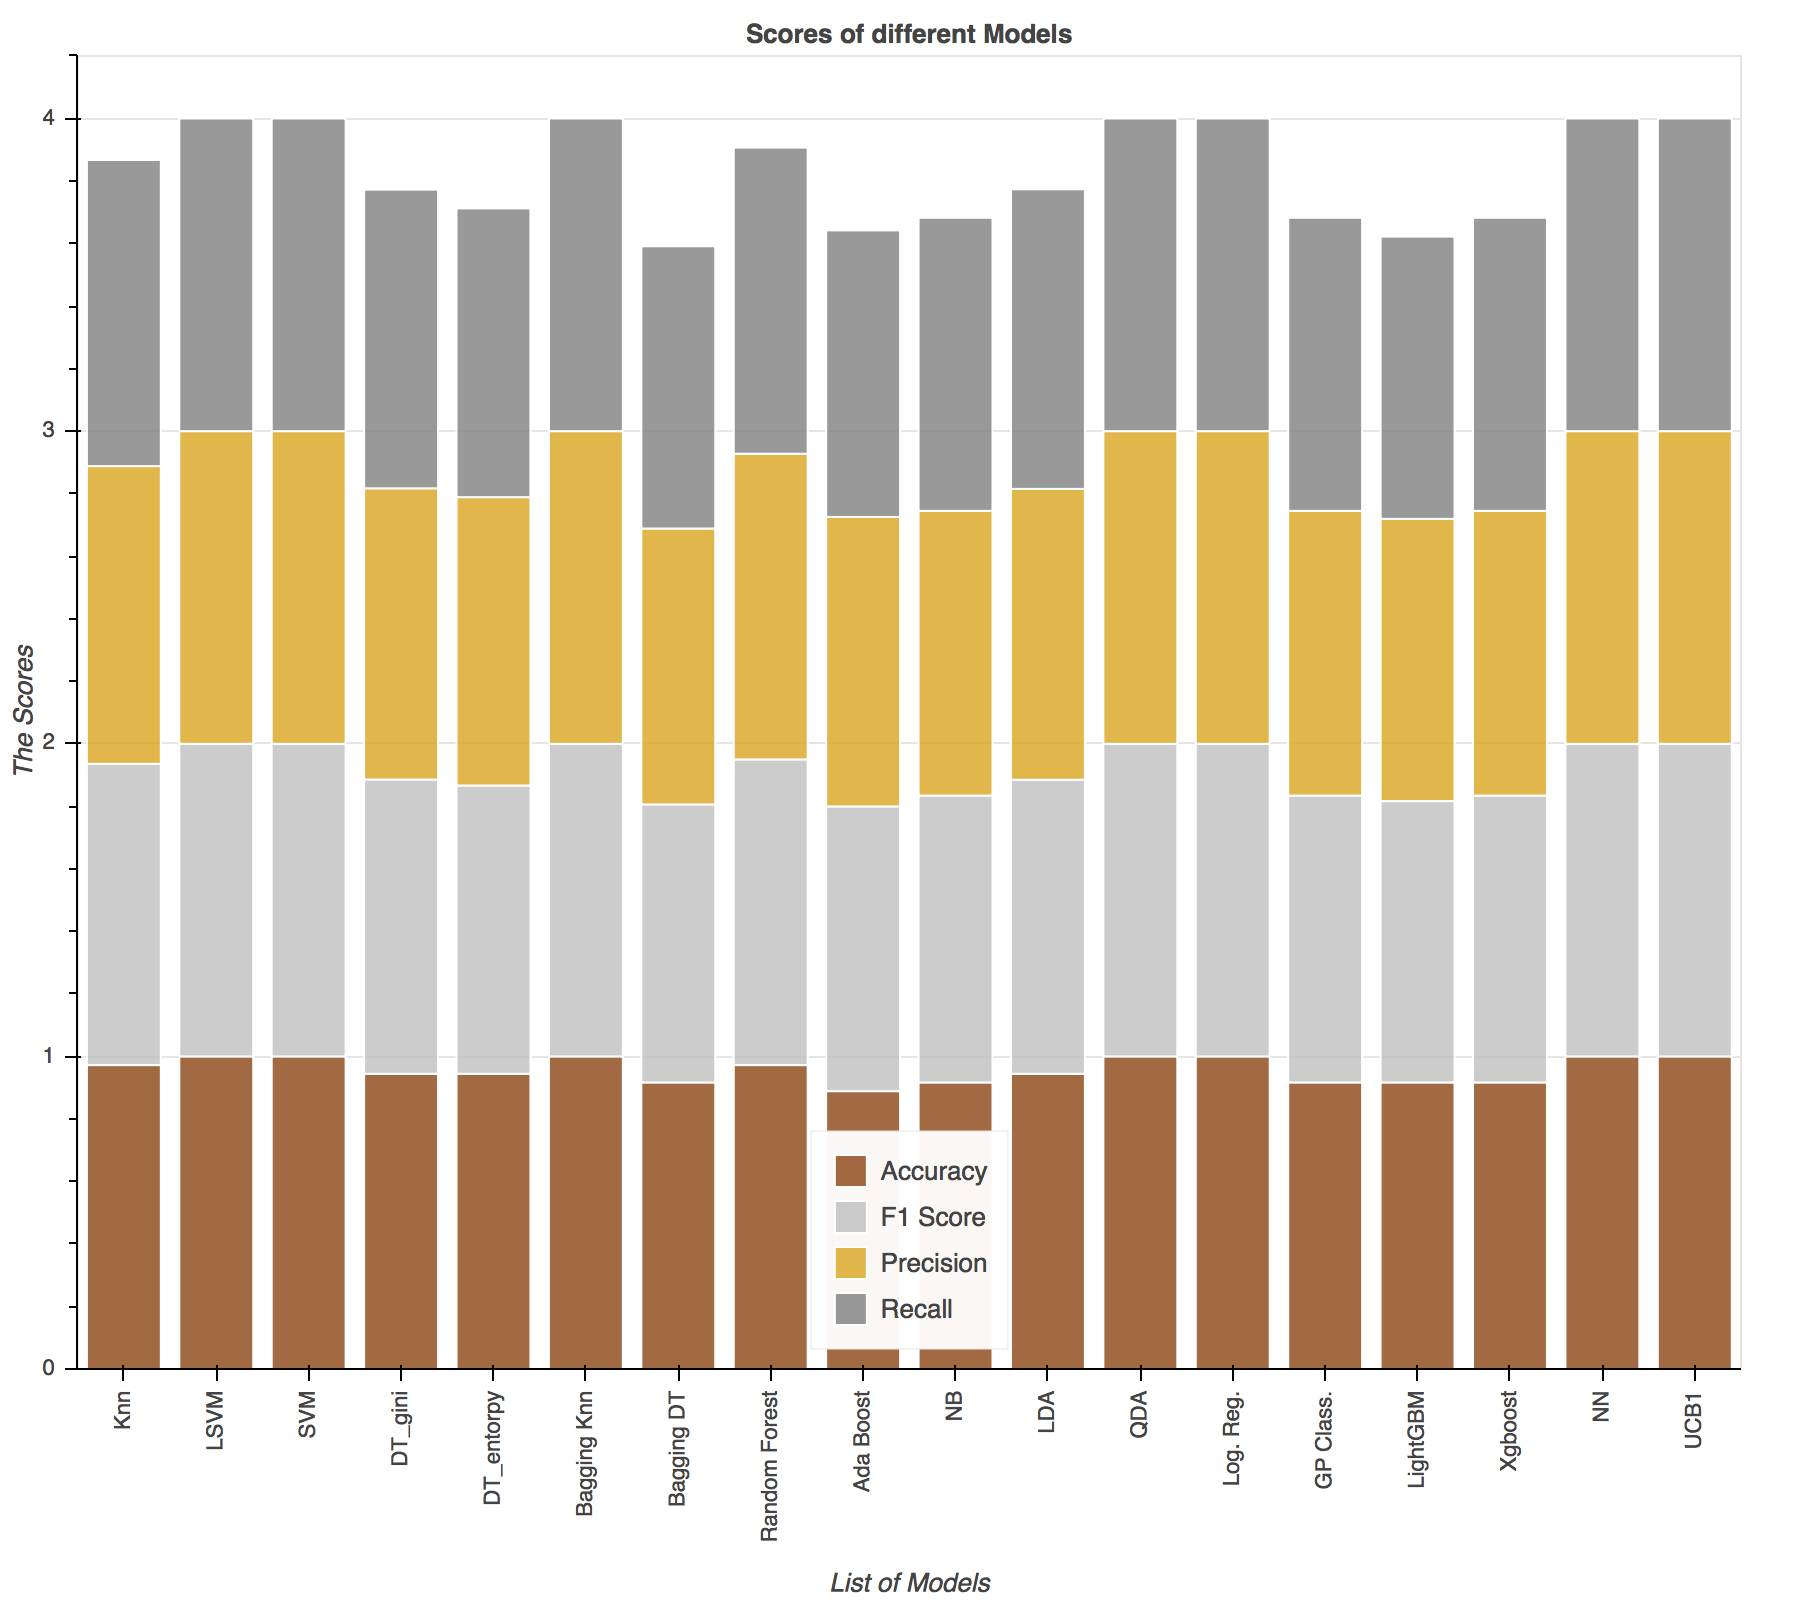 Scores of different Models
The Scores
4
3
2
1
0
Accuracy
F1 Score
Precision
Recall
Knn
LSVM
SVM
DT_gini
DT_entorpy
Bagging Knn
Bagging DT
Random Forest
Ada Boost
NB
LDA
QDA
Log. Reg.
GP Class.
LightGBM
Xgboost
NN
UCB1
List of Models